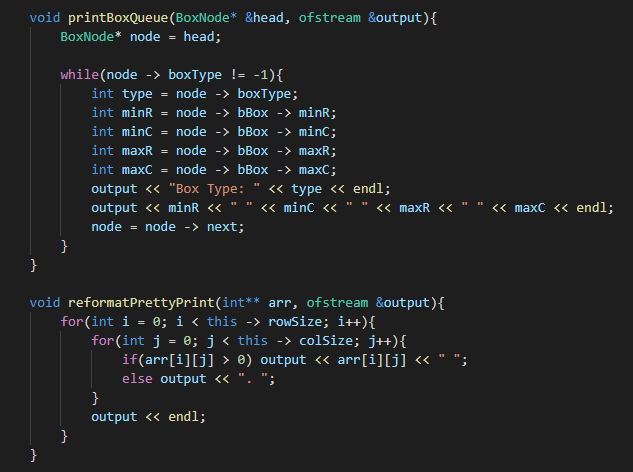 void printBoxQueue(BoxNode* &head, ofstream &output){
    BoxNode* node = head;

    while(node -> boxType != -1){
        int type = node -> boxType;
        int minR = node -> bBox -> minR;
        int minC = node -> bBox -> minC;
        int maxR = node -> bBox -> maxR;
        int maxC = node -> bBox -> maxC;
        output << "Box Type: " << type << endl;
        output << minR << " " << minC << " " << maxR << " " << maxC << endl;
        node = node -> next;
    }
}

void reformatPrettyPrint(int** arr, ofstream &output){
    for(int i = 0; i < this -> rowSize; i++){
        for(int j = 0; j < this -> colSize; j++){
            if(arr[i][j] > 0) output << arr[i][j] << " ";
            else output << ". ";
        }
        output << endl;
    }
}